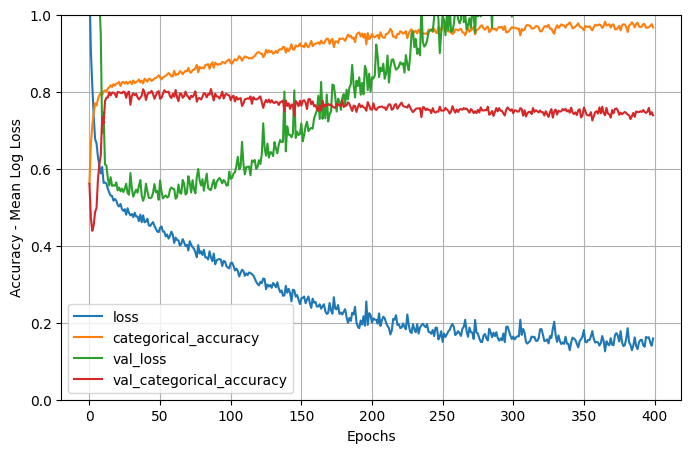 1.0
0.8
0.6
0.4
0.2
0.0
Accuracy - Mean Log Loss
loss
categorical_accuracy
val_loss
val_categorical_accuracy
0 50 100 150 200 250 300 350 400
Epochs